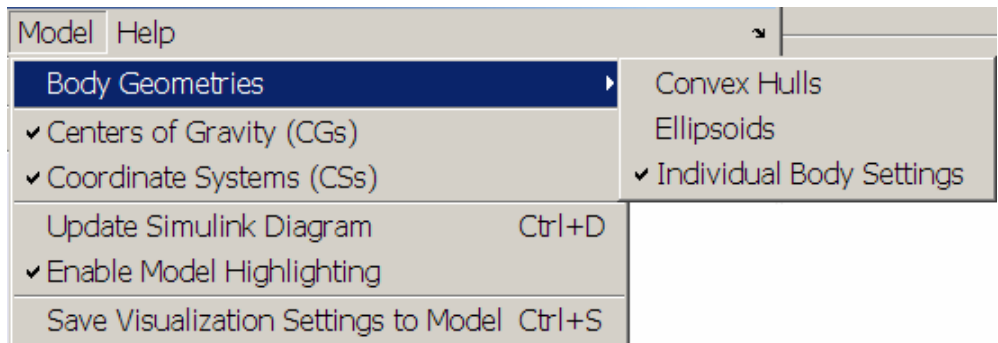 Model Help
Body Geometries
Centers of Gravity (CGs)
Coordinate Systems (CSs)
Update Simulink Diagram Ctrl+D
Enable Model Highlighting
Save Visualization Settings to Model Ctrl+S
Convex Hulls
Ellipsoids
Individual Body Settings